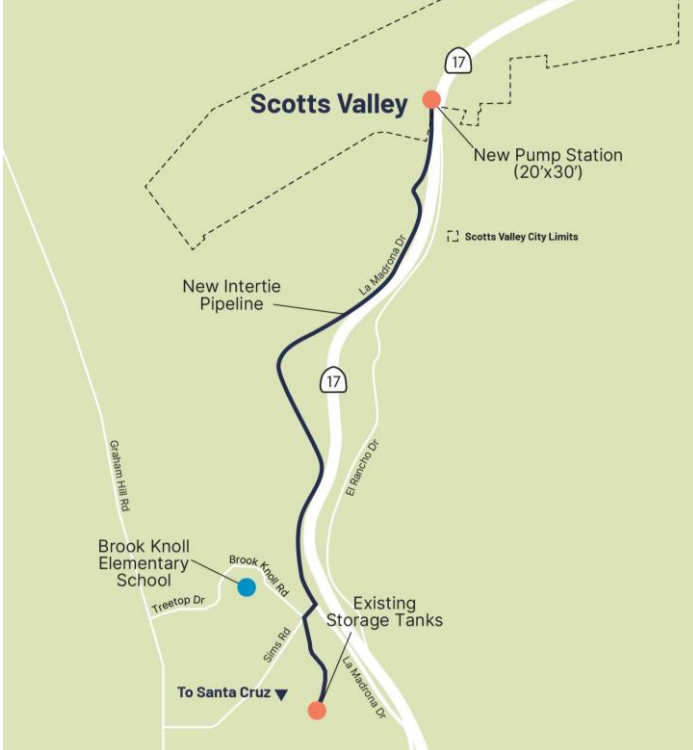 17
Scotts Valley
New Pump Station
(20'x30')
Scotts Valley City Limits
La Madrona Dr
New Intertie
Pipeline
17
Graham Hill Rd
El Rancho Dr
Brook Knoll
Elementary
School
Brook Knoll Rd
Treetop Dr
Existing
Storage Tanks
Sims Rd
La Madrona Dr
To Santa Cruz